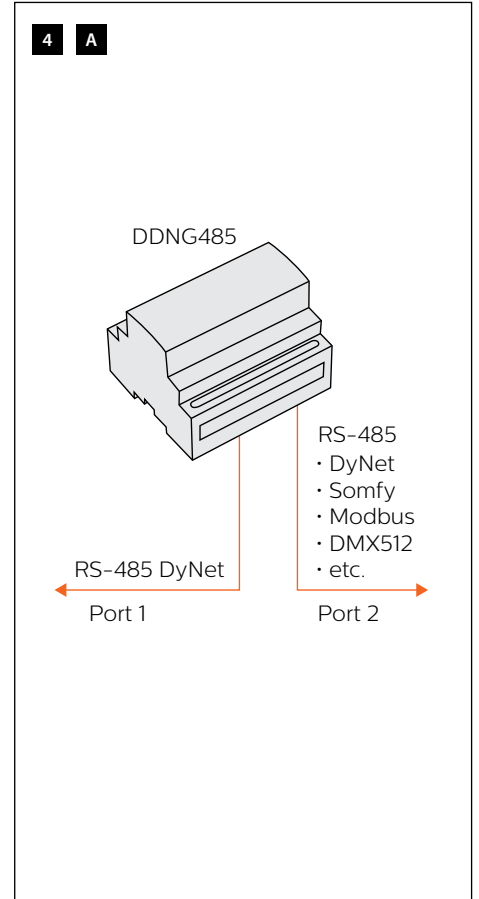 4 A
DDNG485
RS-485
· DyNet
· Somfy
· Modbus
· DMX512
· etc.
RS-485 DyNet
Port 1
Port 2